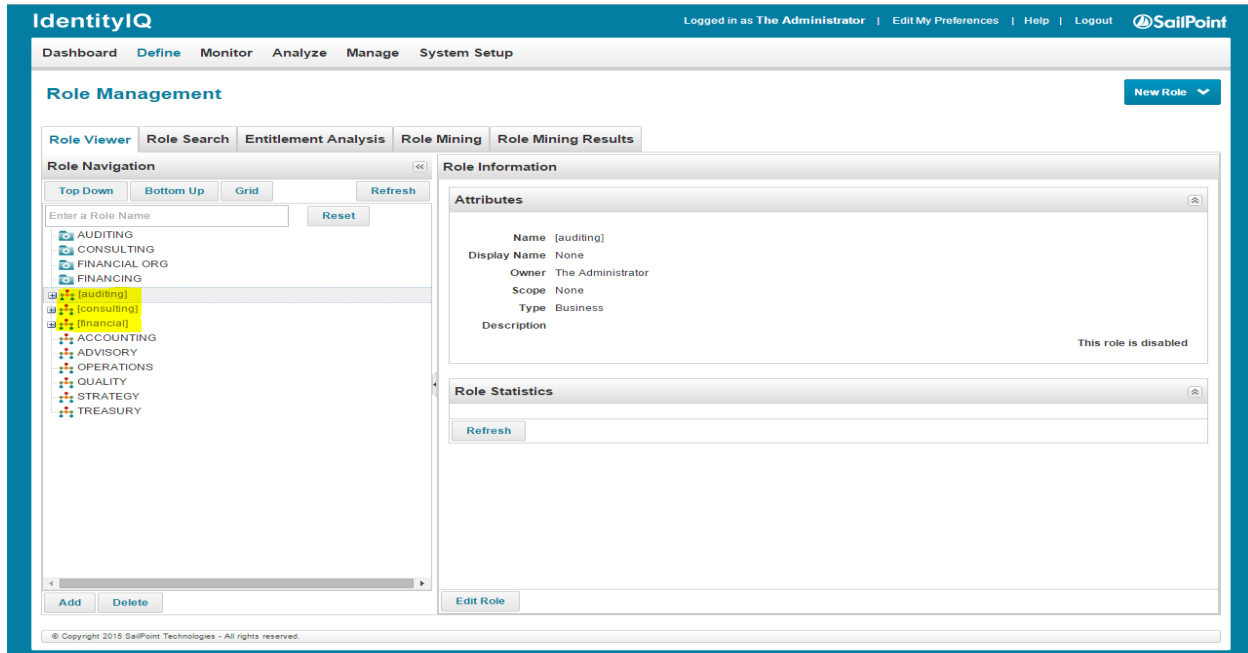 IdentityIQ
Logged in as The Administrator | Edit My Preferences | Help | Logout SailPoint
Dashboard Define Monitor Analyze Manage System Setup
Role Management
New Role
Role Viewer Role Search Entitlement Analysis Role Mining Role Mining Results
Role Navigation
Top Down Bottom Up Grid Refresh
Enter a Role Name Reset
AUDITING
CONSULTING
FINANCIAL ORG
FINANCING
[auditing]
[consulting]
[financial]
ACCOUNTING
ADVISORY
OPERATIONS
QUALITY
STRATEGY
TREASURY
Add Delete
Role Information
Attributes
Name [auditing]
Display Name None
Owner The Administrator
Scope None
Type Business
Description
This role is disabled
Role Statistics
Refresh
Edit Role
© Copyright 2015 SailPoint Technologies - All rights reserved.